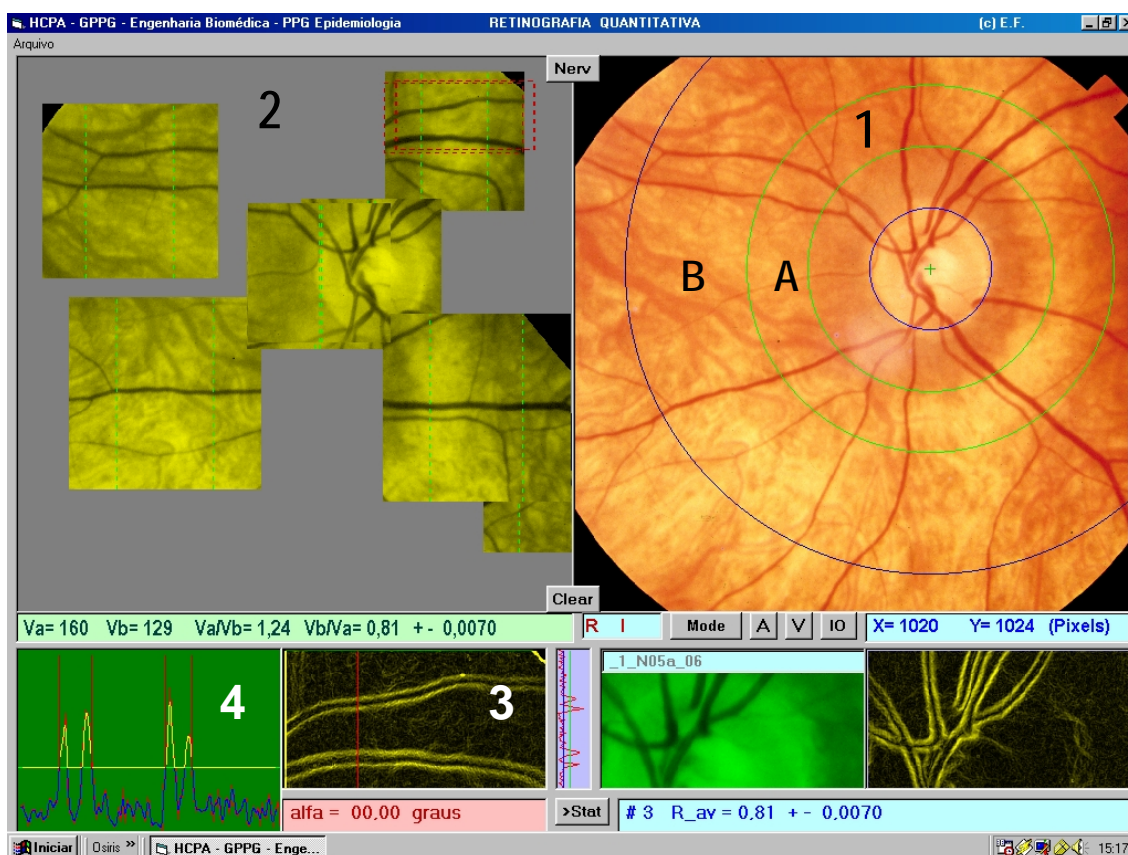 HCPA - GPPG - Engenharia Biomédica - PPG Epidemiologia RETINOGRAFIA QUANTITATIVA (c) E.F.
Arquivo
Nerv
2
1
B A
Clear
Va= 160 Vb= 129 Va/Vb= 1,24 Vb/Va= 0,81 + - 0,0070 R I Mode A V IO X= 1020 Y= 1024 (Pixels)
_1_N05a_06
4 3
alfa = 00,00 graus >Stat # 3 R_av = 0,81 + - 0,0070
Iniciar Osiris » HCPA - GPPG - Enge... 15:17